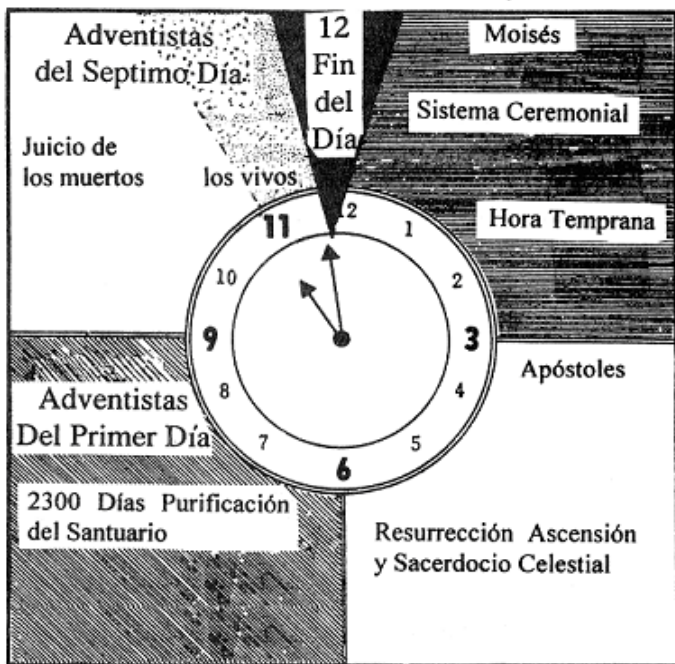 Adventistas
del Septimo Día
Juicio de
los muertos
los vivos
12
Fin
del
Día
Moisés
Sistema Ceremonial
Hora Temprana
12
1
2
3
4
5
6
7
8
9
10
11
Apóstoles
Resurrección Ascensión
y Sacerdocio Celestial
Adventistas
Del Primer Día
2300 Días Purificación
del Santuario